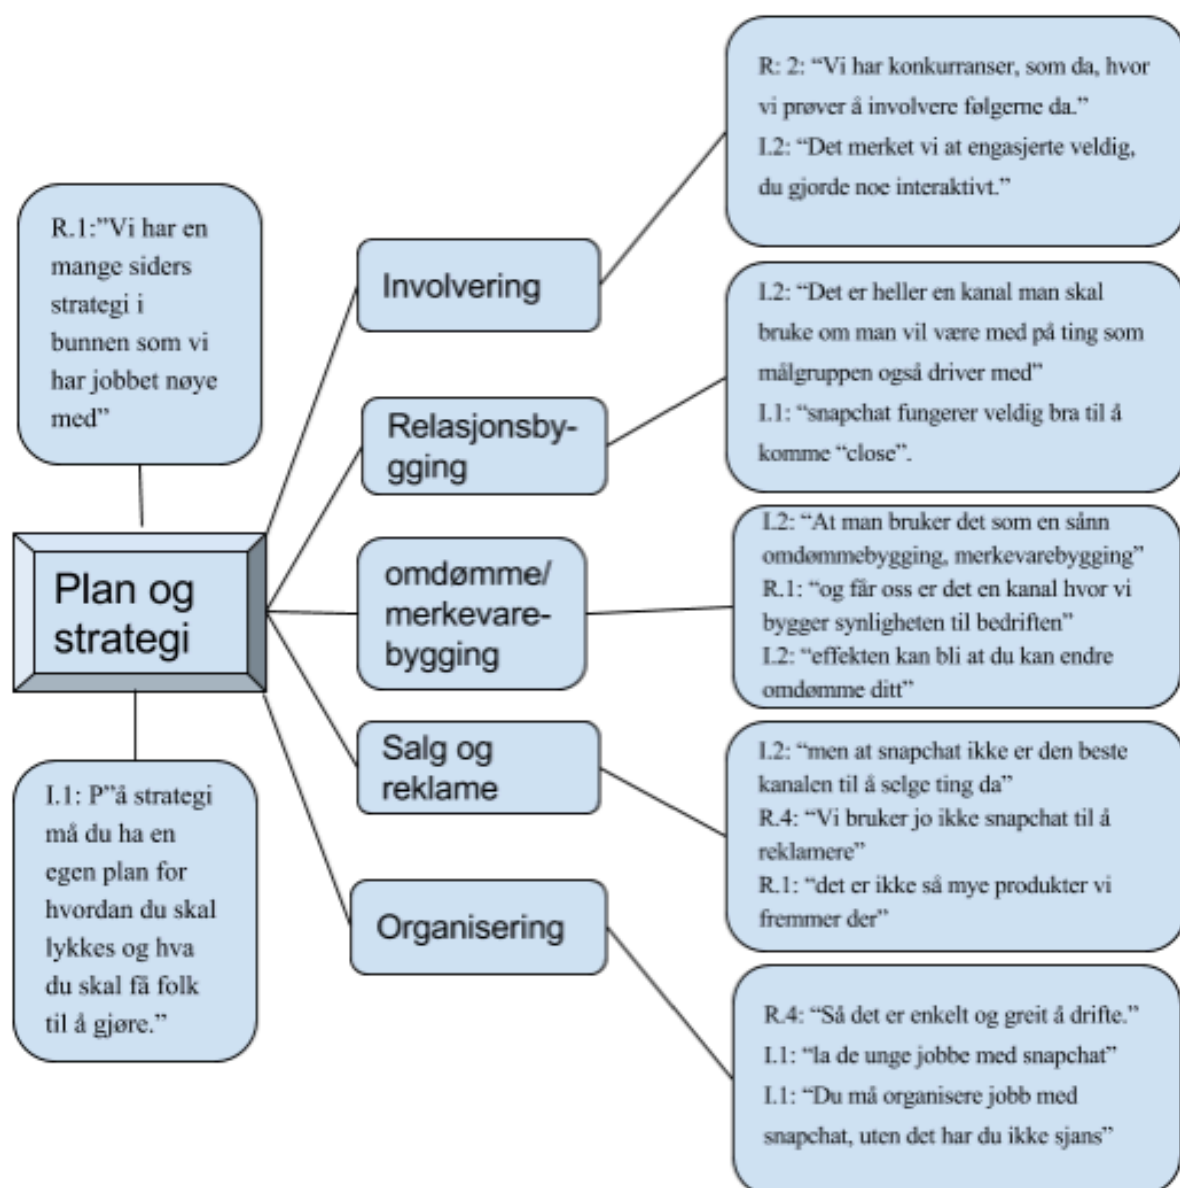 R.1:”Vi har en
mange siders
strategi i
bunnen som vi
har jobbet nøye
med”
Plan og
strategi
I.1: P”å strategi
må du ha en
egen plan for
hvordan du skal
lykkes og hva
du skal få folk
til å gjøre.”
Involvering
Relasjonsby-
gging
omdømme/
merkevare-
bygging
Salg og
reklame
Organisering
R: 2: “Vi har konkurranser, som da, hvor
vi prøver å involvere følgerne da.”
I.2: “Det merket vi at engasjerte veldig,
du gjorde noe interaktivt.”
I.2: “Det er heller en kanal man skal
bruke om man vil være med på ting som
målgruppen også driver med”
I.1: “snapchat fungerer veldig bra til å
komme “close”.
I.2: “At man bruker det som en sånn
omdømmebygging, merkevarebygging”
R.1: “og får oss er det en kanal hvor vi
bygger synligheten til bedriften”
I.2: “effekten kan bli at du kan endre
omdømme ditt”
I.2: “men at snapchat ikke er den beste
kanalen til å selge ting da”
R.4: “Vi bruker jo ikke snapchat til å
reklamere”
R.1: “det er ikke så mye produkter vi
fremmer der”
R.4: “Så det er enkelt og greit å drifte.”
I.1: “la de unge jobbe med snapchat”
I.1: “Du må organisere jobb med
snapchat, uten det har du ikke sjans”